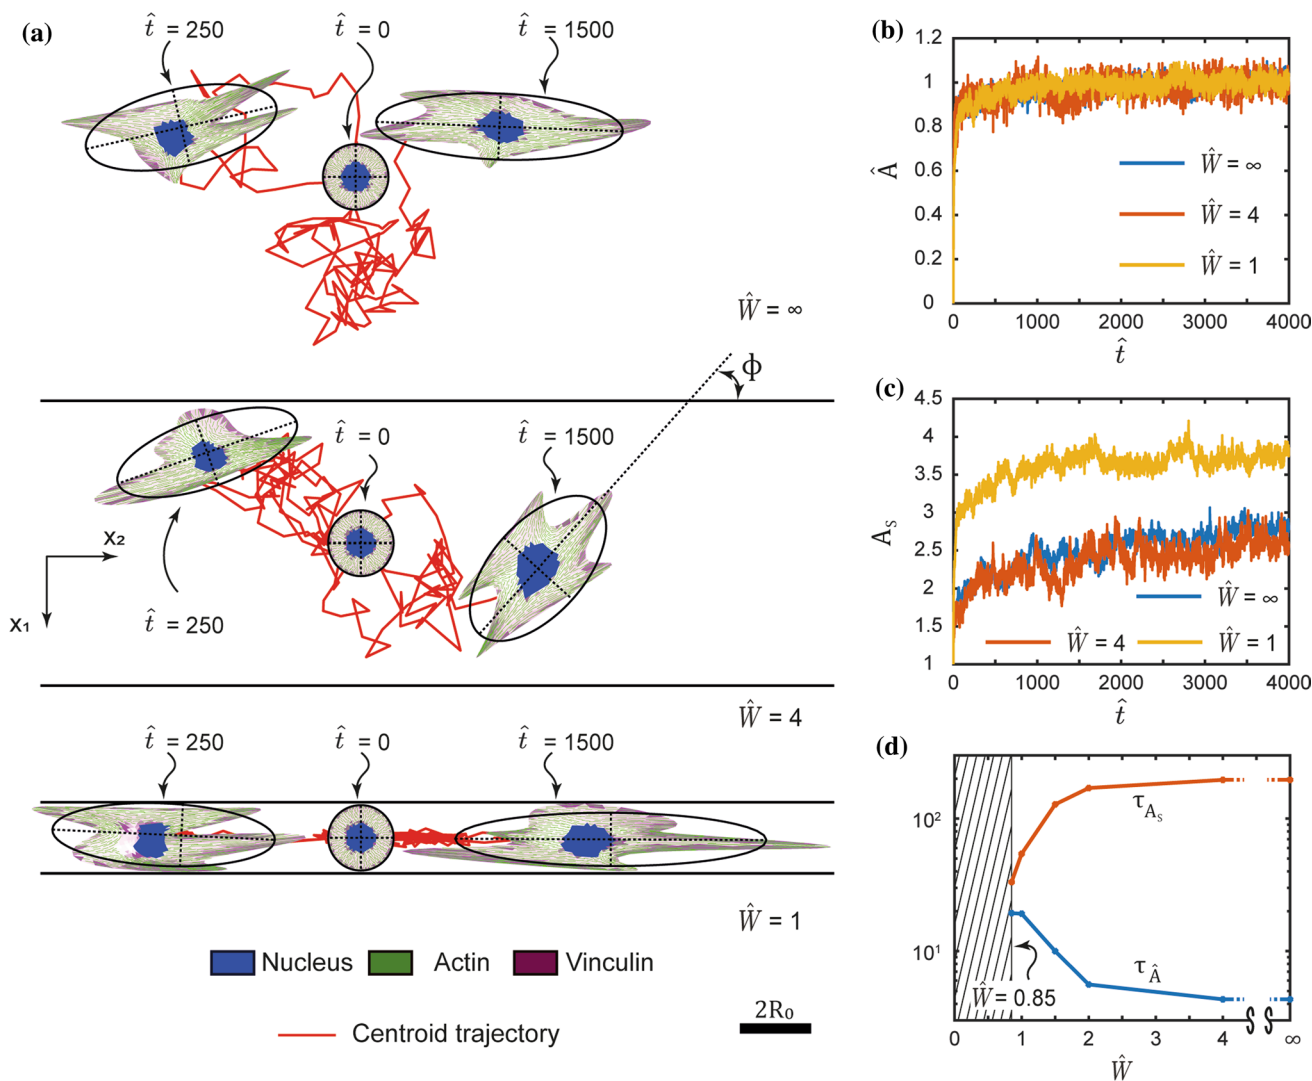 (a)
t̂ = 250
t̂ = 0
t̂ = 1500
Ŵ = ∞
ϕ
t̂ = 0
t̂ = 1500
x₂
x₁
t̂ = 250
Ŵ = 4
t̂ = 250
t̂ = 0
t̂ = 1500
Ŵ = 1
Nucleus Actin Vinculin
Centroid trajectory
2R₀
(b)
1.2
1
0.8
0.6
0.4
0.2
0
Â
Ŵ = ∞
Ŵ = 4
Ŵ = 1
0 1000 2000 3000 4000
t̂
(c)
4.5
4
3.5
3
2.5
2
1.5
1
Aₛ
Ŵ = ∞
Ŵ = 4 Ŵ = 1
0 1000 2000 3000 4000
t̂
(d)
10²
10¹
τ_Aₛ
τ_Â
Ŵ = 0.85
0 1 2 3 4 ∞
Ŵ